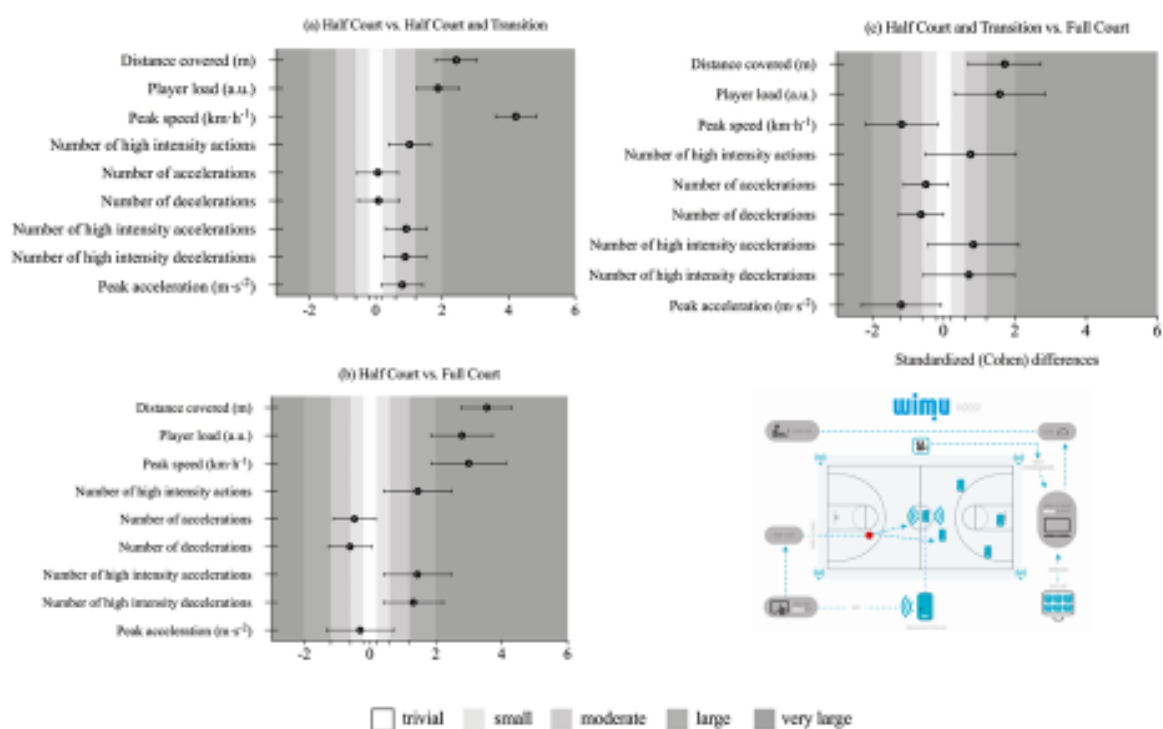 (a) Half Court vs. Half Court and Transition
Distance covered (m)
Player load (a.u.)
Peak speed (km·h⁻¹)
Number of high intensity actions
Number of accelerations
Number of decelerations
Number of high intensity accelerations
Number of high intensity decelerations
Peak acceleration (m·s⁻²)
-2 0 2 4 6
(c) Half Court and Transition vs. Full Court
Distance covered (m)
Player load (a.u.)
Peak speed (km·h⁻¹)
Number of high intensity actions
Number of accelerations
Number of decelerations
Number of high intensity accelerations
Number of high intensity decelerations
Peak acceleration (m·s⁻²)
-2 0 2 4 6
Standardized (Cohen) differences
(b) Half Court vs. Full Court
Distance covered (m)
Player load (a.u.)
Peak speed (km·h⁻¹)
Number of high intensity actions
Number of accelerations
Number of decelerations
Number of high intensity accelerations
Number of high intensity decelerations
Peak acceleration (m·s⁻²)
-2 0 2 4 6
wimu
trivial small moderate large very large